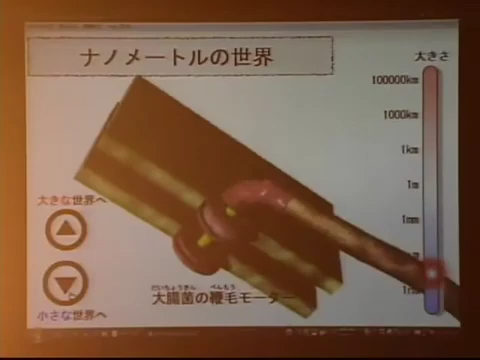 ナノメートルの世界
大きさ
100000km
1000km
1km
1m
1mm
大きな世界へ
だいちょうきん べんもう
大腸菌の鞭毛モーター
小さな世界へ